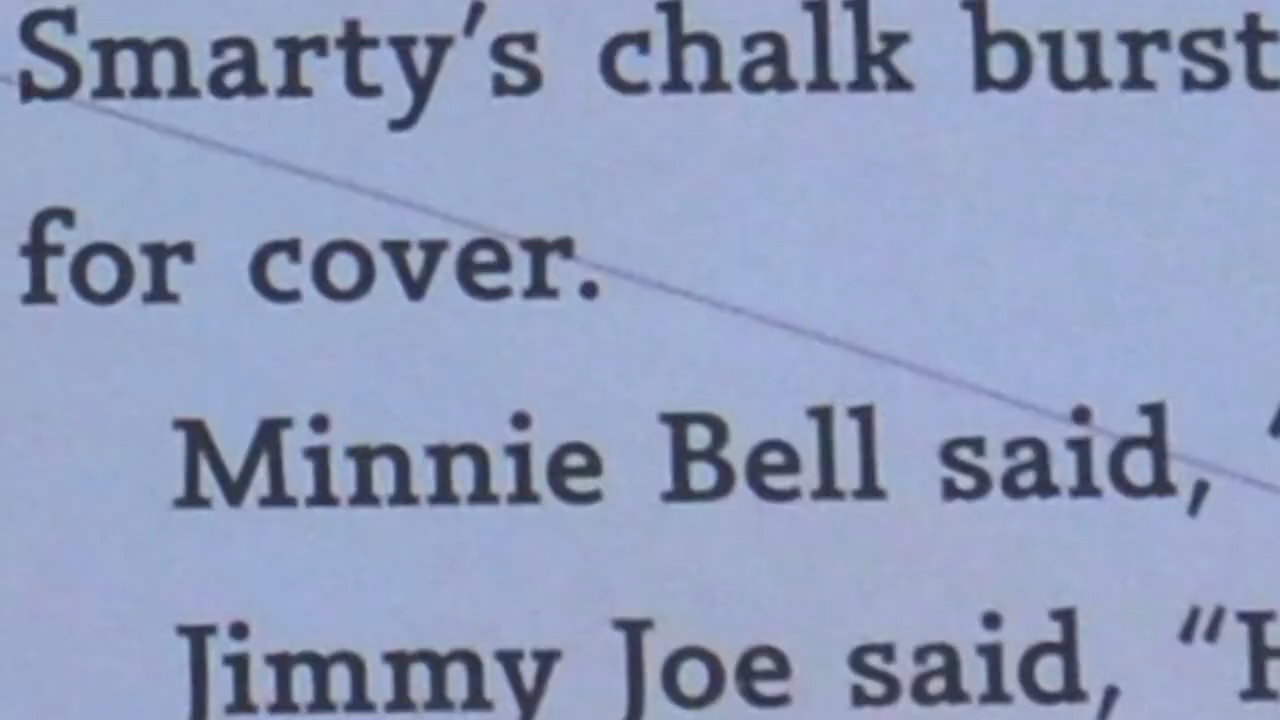 Smarty's chalk burst
for cover.
Minnie Bell said,
Jimmy Joe said, "H